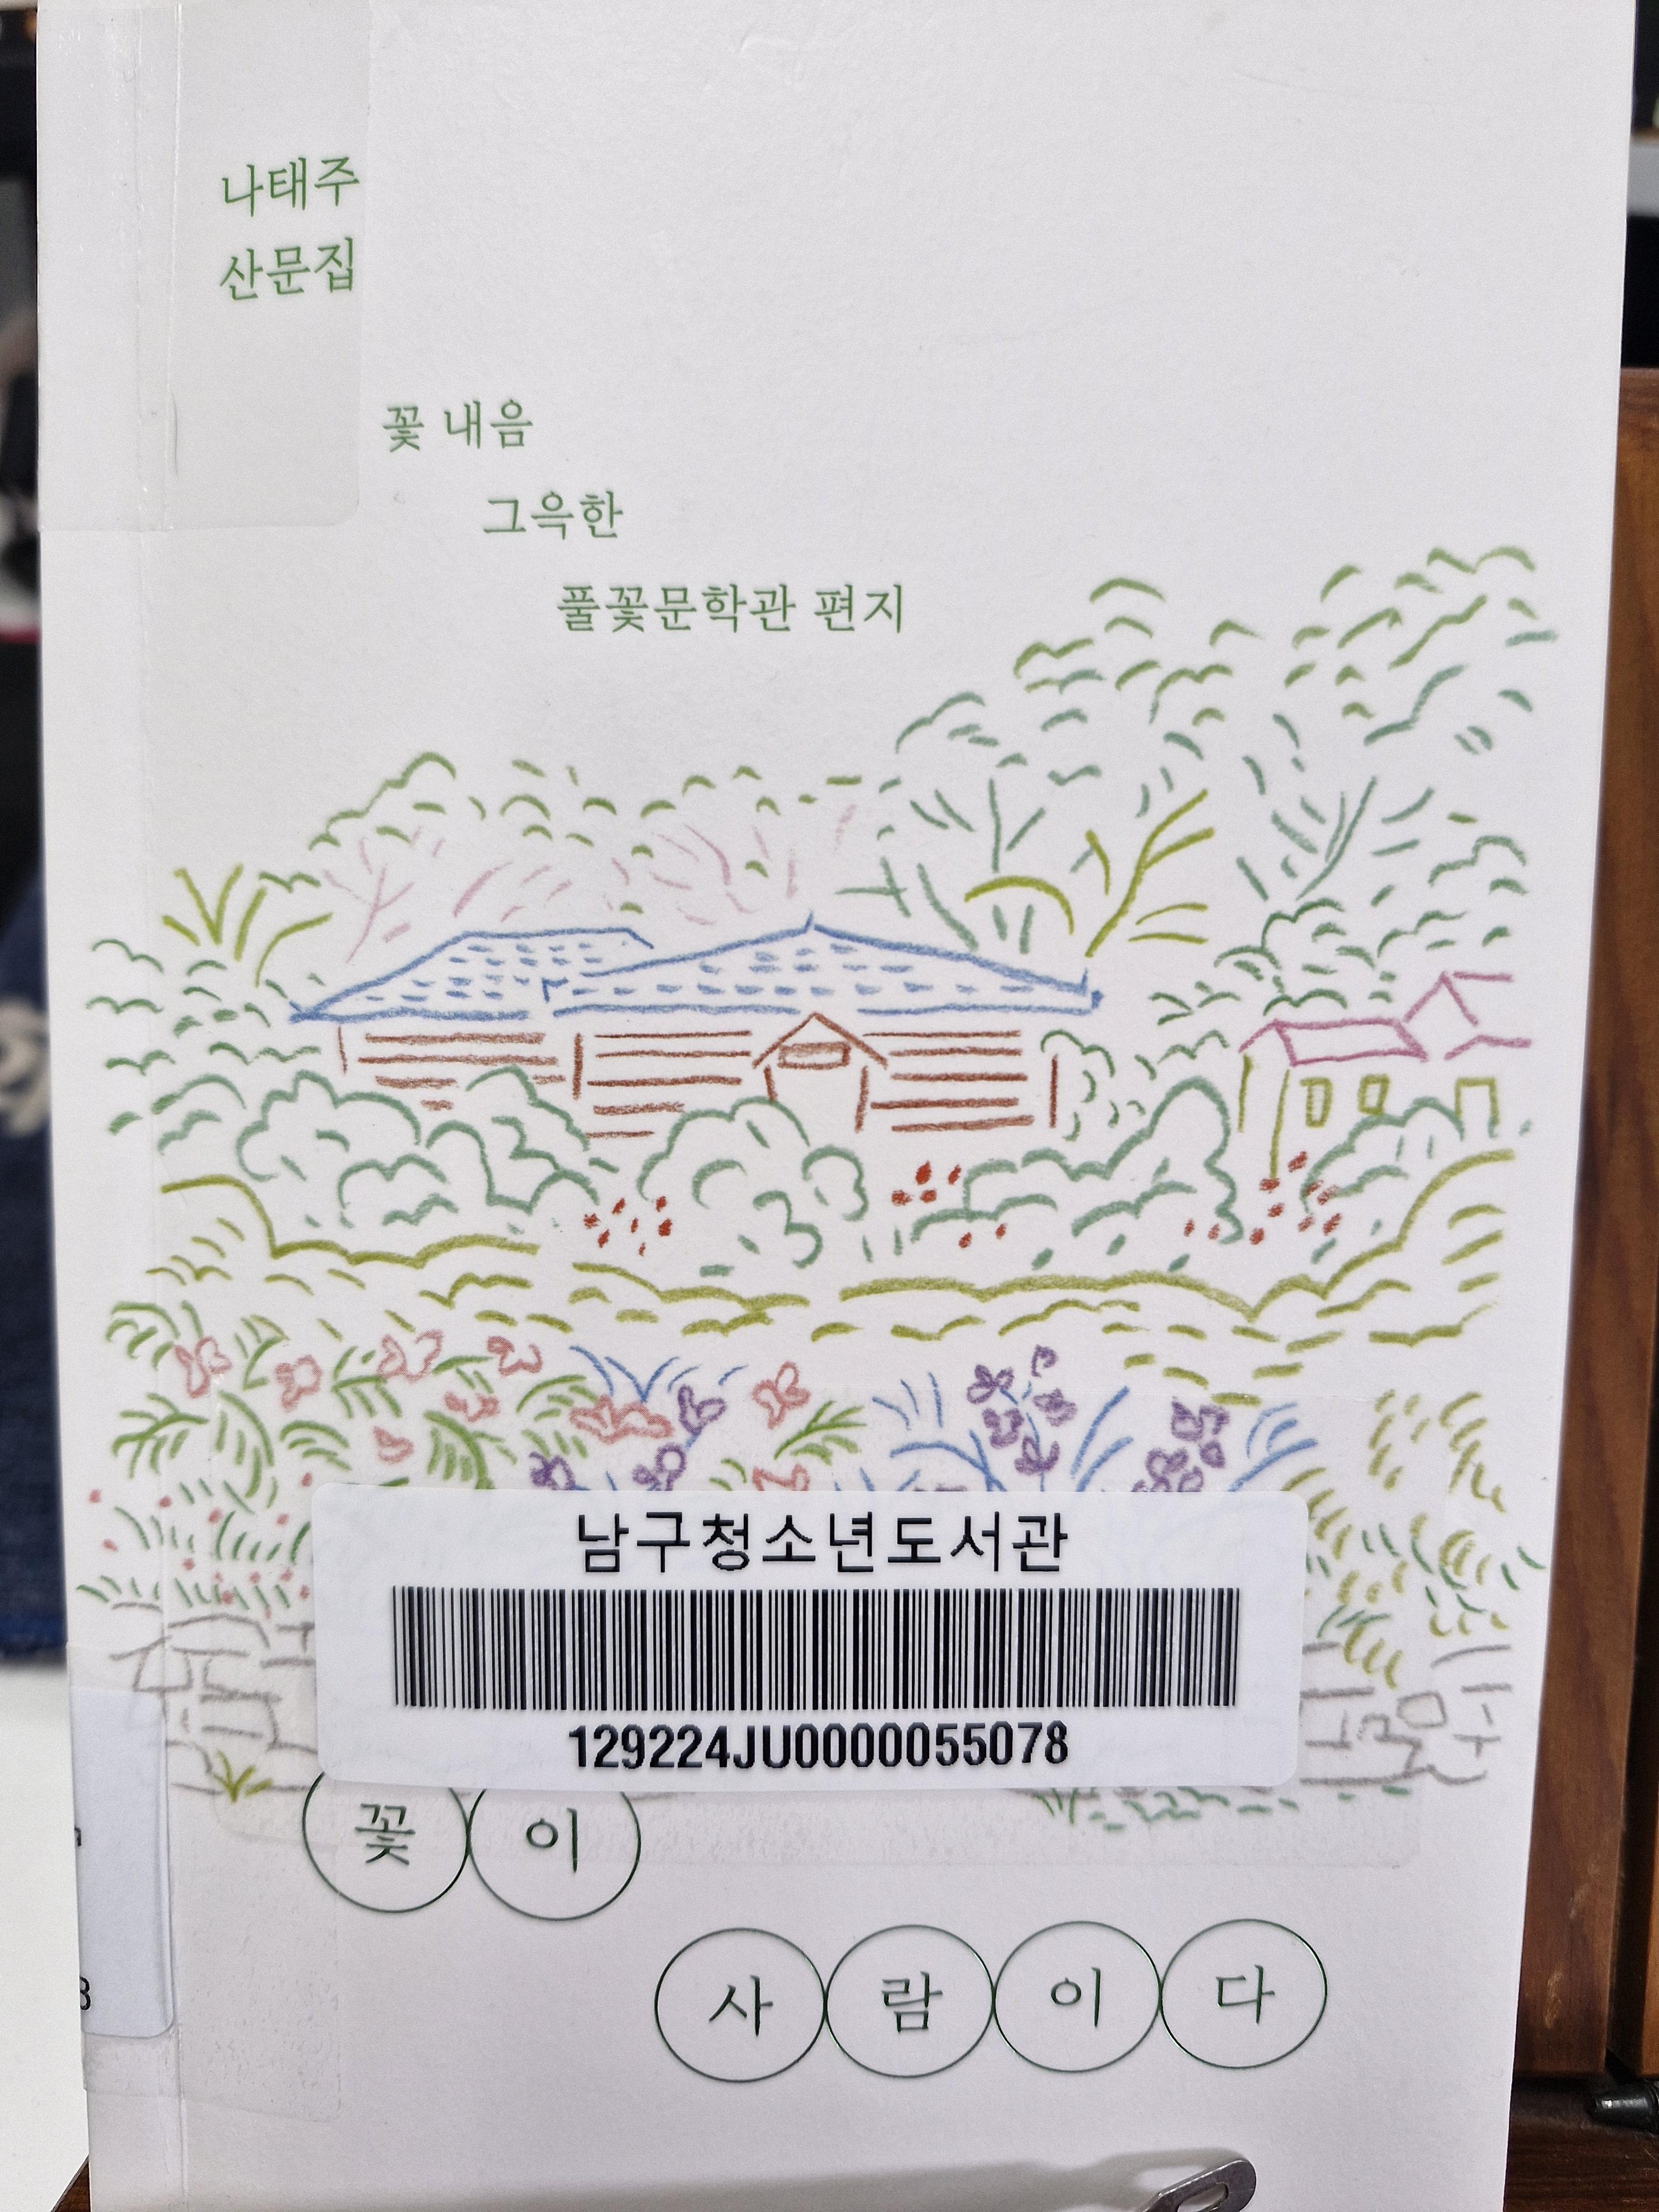 나태주
산문집
꽃 내음
그윽한
풀꽃문학관 편지
남구청소년도서관
129224JU0000055078
꽃이
사람이다